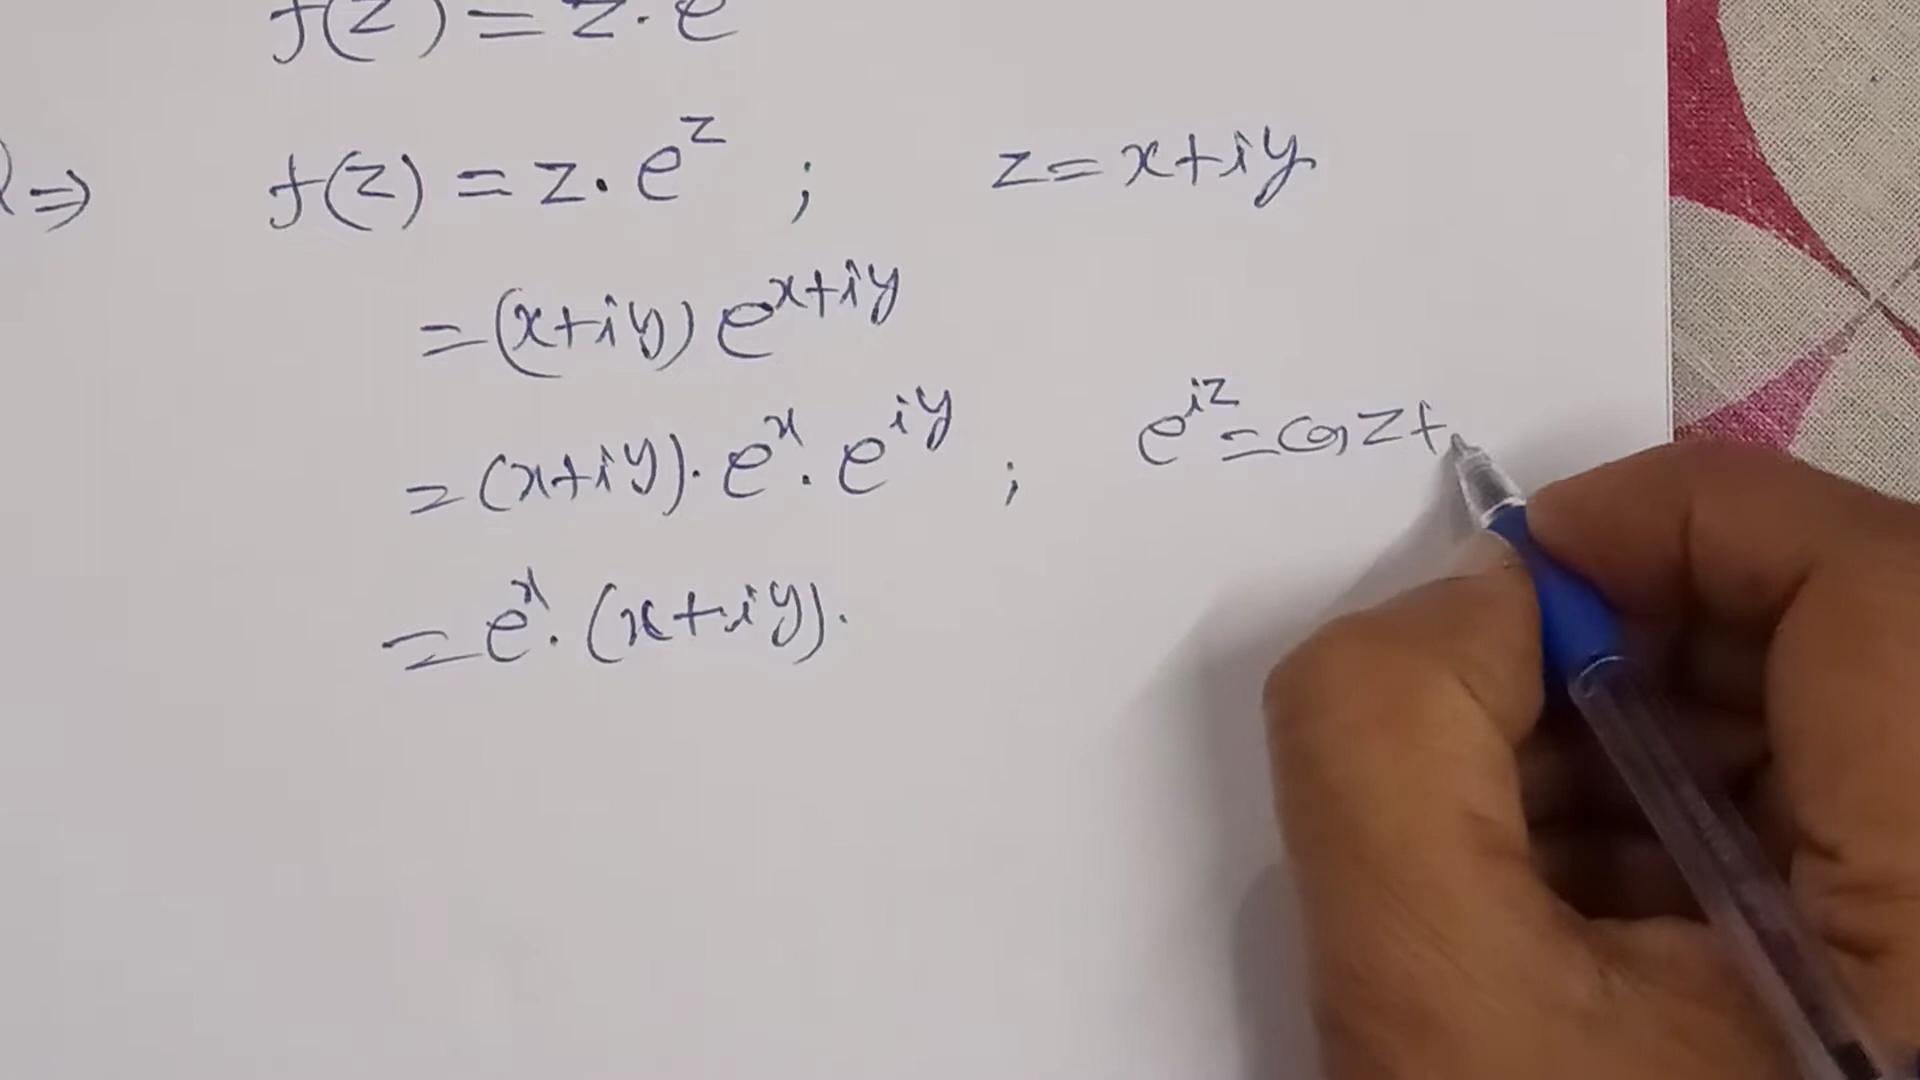 f(z) = z · e
⇒ f(z) = z · e^z ; z = x+iy
= (x+iy) e^{x+iy}
= (x+iy) · e^x · e^{iy} ; e^{iz} = cos z +
= e^x · (x+iy) ·